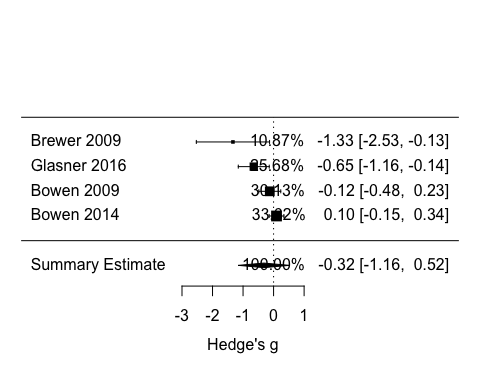 Brewer 2009 10.87% -1.33 [-2.53, -0.13]
Glasner 2016 25.68% -0.65 [-1.16, -0.14]
Bowen 2009 30.13% -0.12 [-0.48, 0.23]
Bowen 2014 33.32% 0.10 [-0.15, 0.34]
Summary Estimate 100.00% -0.32 [-1.16, 0.52]
-3 -2 -1 0 1
Hedge's g